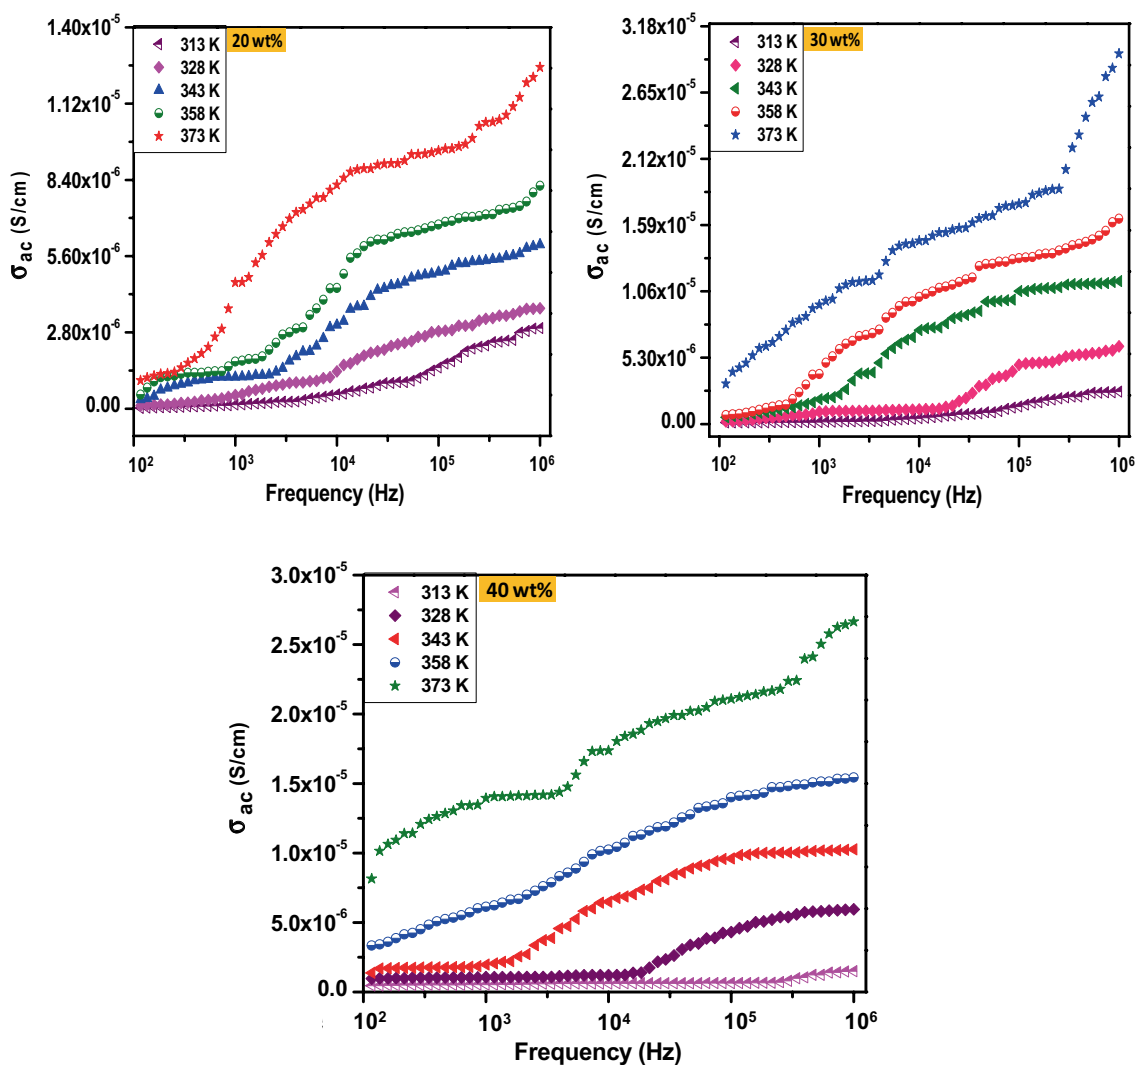 1.40x10⁻⁵
1.12x10⁻⁵
8.40x10⁻⁶
5.60x10⁻⁶
2.80x10⁻⁶
0.00
σac (S/cm)
313 K
328 K
343 K
358 K
373 K
20 wt%
10² 10³ 10⁴ 10⁵ 10⁶
Frequency (Hz)
3.18x10⁻⁵
2.65x10⁻⁵
2.12x10⁻⁵
1.59x10⁻⁵
1.06x10⁻⁵
5.30x10⁻⁶
0.00
σac (S/cm)
313 K
328 K
343 K
358 K
373 K
30 wt%
10² 10³ 10⁴ 10⁵ 10⁶
Frequency (Hz)
3.0x10⁻⁵
2.5x10⁻⁵
2.0x10⁻⁵
1.5x10⁻⁵
1.0x10⁻⁵
5.0x10⁻⁶
0.0
σ ac (S/cm)
313 K
328 K
343 K
358 K
373 K
40 wt%
10² 10³ 10⁴ 10⁵ 10⁶
Frequency (Hz)